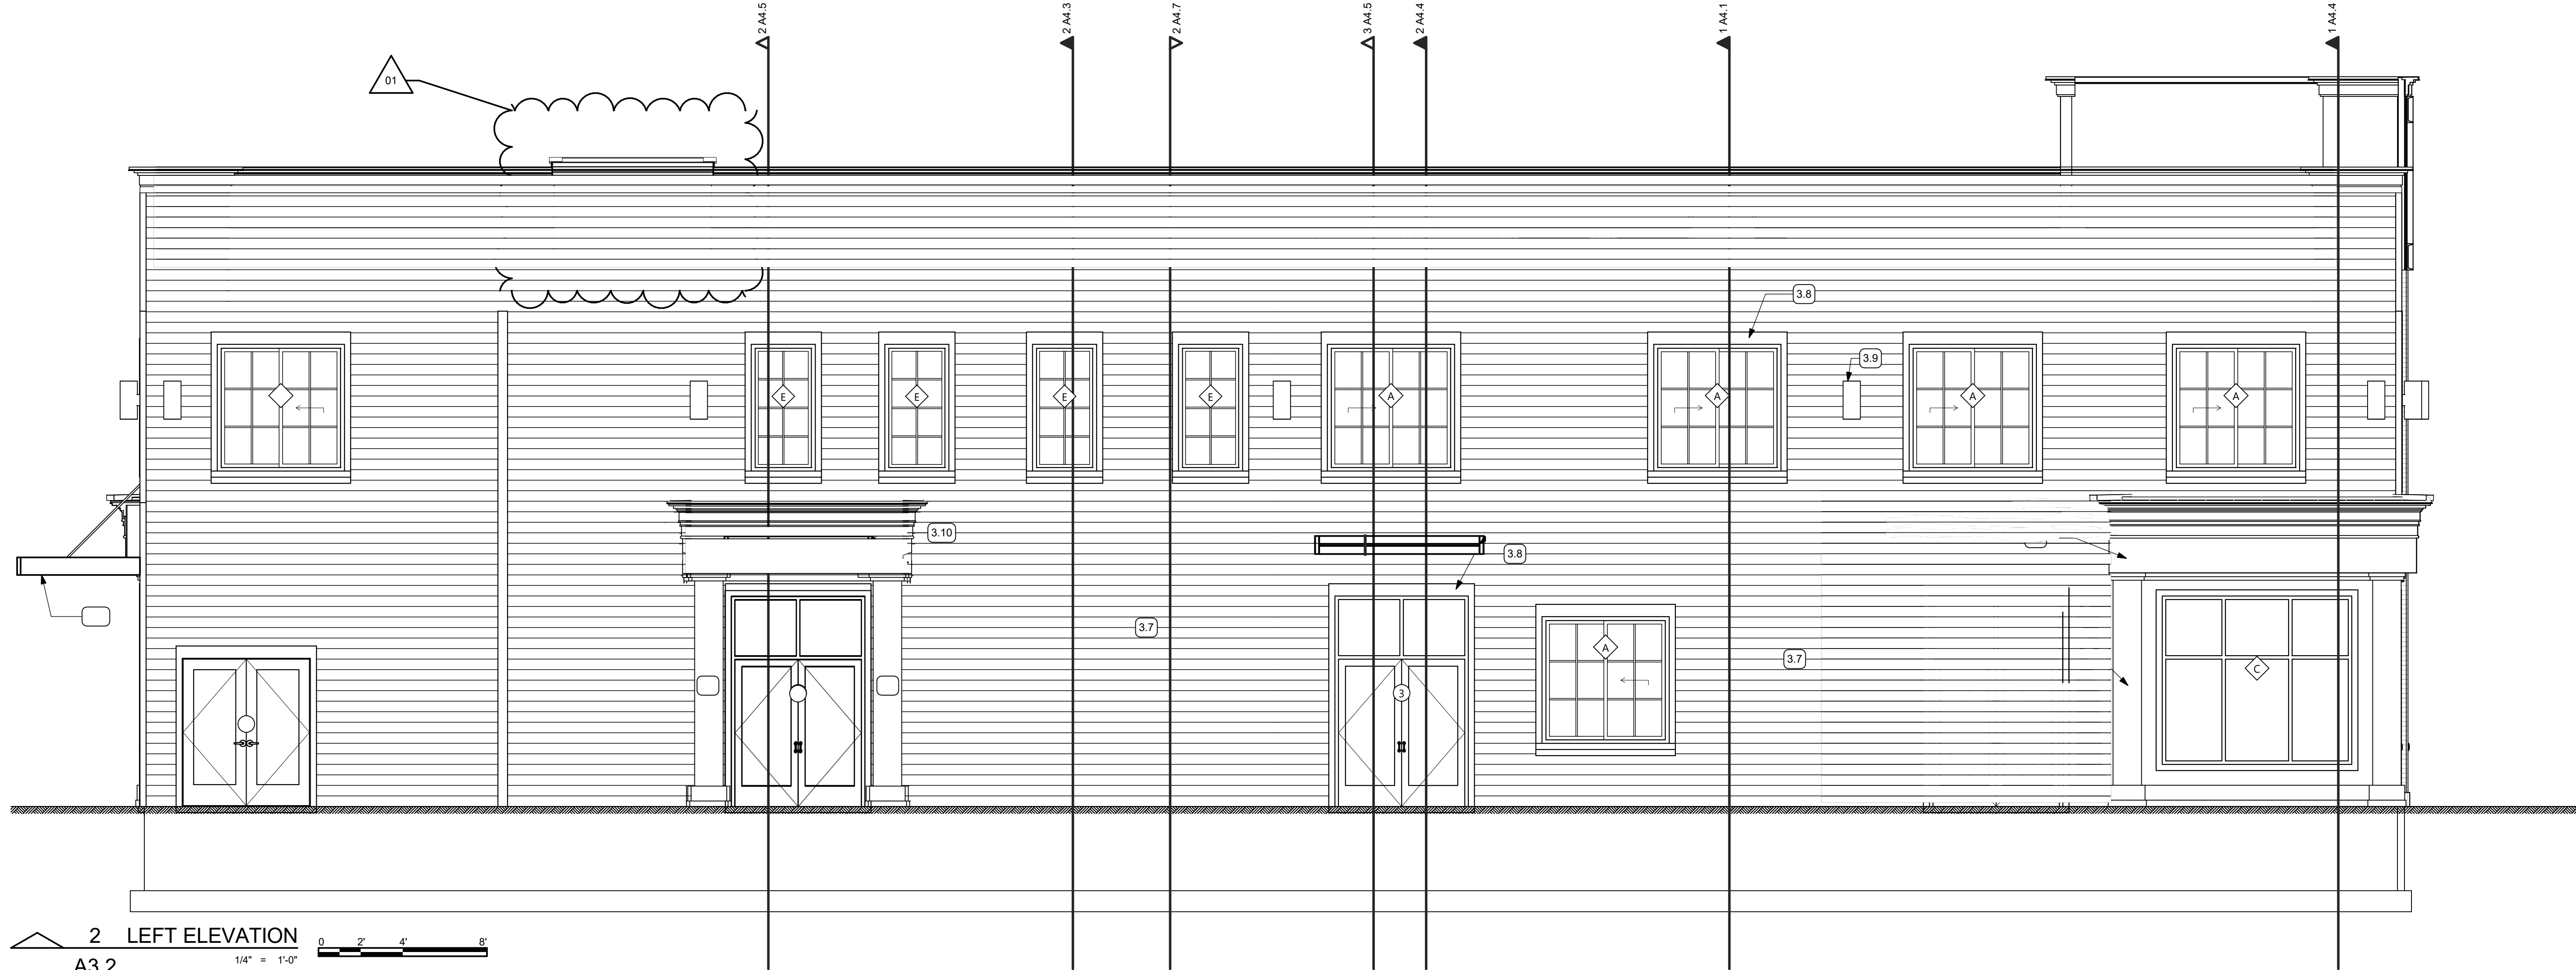 2 A4.5
2 A4.3
2 A4.7
3 A4.5
2 A4.4
1 A4.1
1 A4.4
01
3.8
3.9
E
E
E
E
A
A
A
A
3.10
3.8
3.7
A
3.7
C
3
2 LEFT ELEVATION
0 2' 4' 8'
A3.2
1/4" = 1'-0"